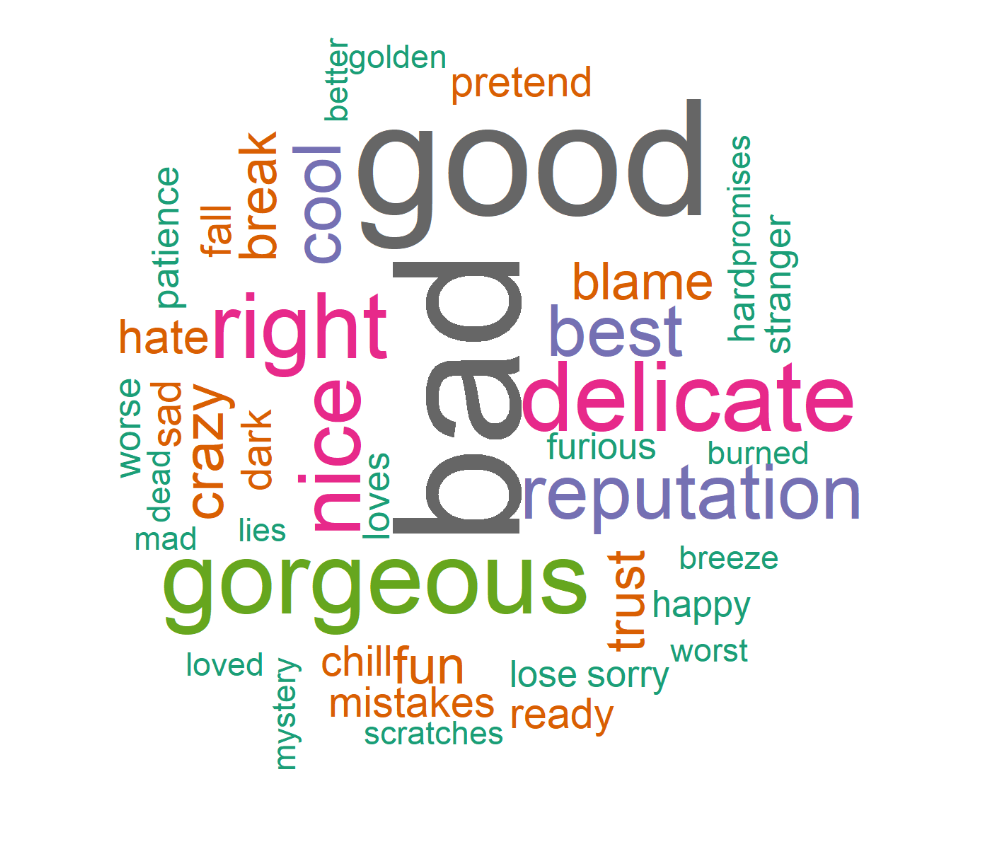 better
golden
pretend
good
break
cool
fall
patience
promises
hard
stranger
blame
bad
right
hate
best
delicate
nice
worse
sad
crazy
dark
furious
burned
loves
dead
reputation
mad
lies
gorgeous
trust
breeze
happy
worst
loved
mystery
chill
fun
lose
sorry
mistakes
ready
scratches